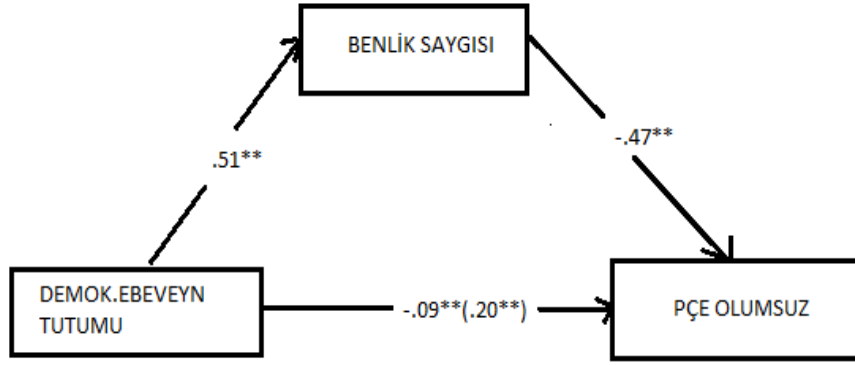 BENLİK SAYGISI
.51**
-.47**
DEMOK.EBEVEYN
TUTUMU
-.09**(.20**)
PÇE OLUMSUZ